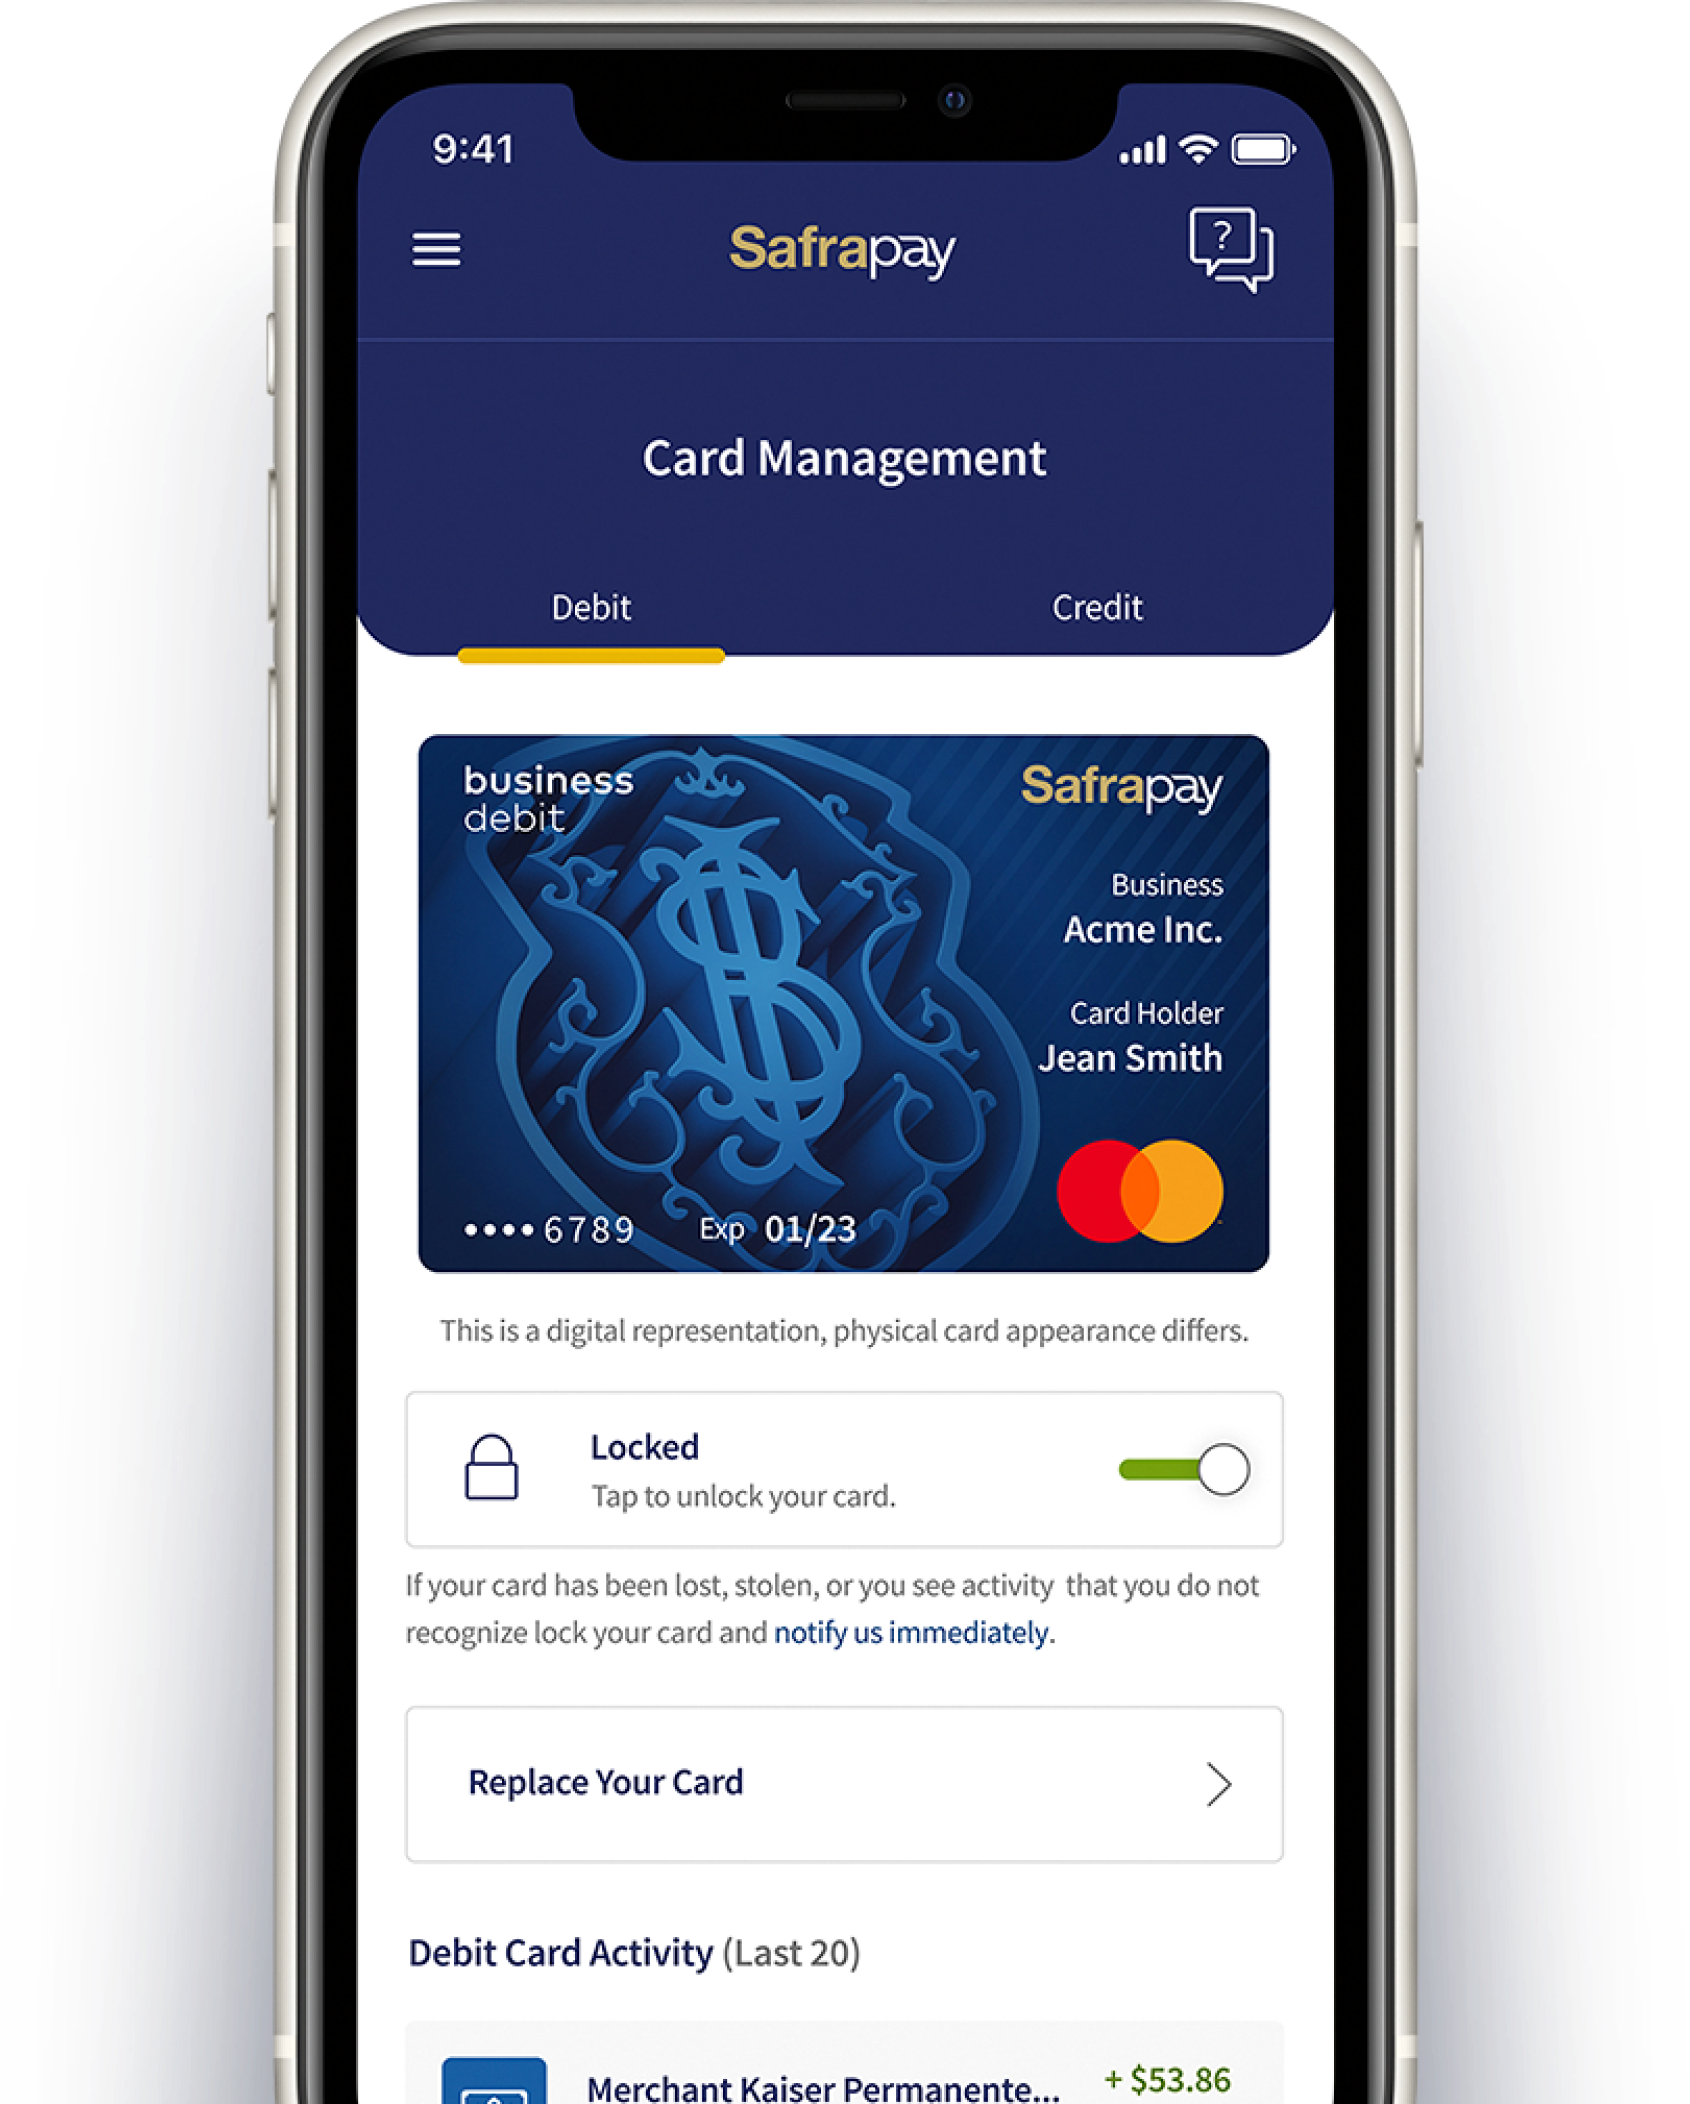 9:41
Safrapay
?
Card Management
Debit
Credit
business
debit
Safrapay
Business
Acme Inc.
Card Holder
Jean Smith
•••• 6789 Exp 01/23
This is a digital representation, physical card appearance differs.
Locked
Tap to unlock your card.
If your card has been lost, stolen, or you see activity that you do not
recognize lock your card and notify us immediately.
Replace Your Card
Debit Card Activity (Last 20)
Merchant Kaiser Permanente... + $53.86